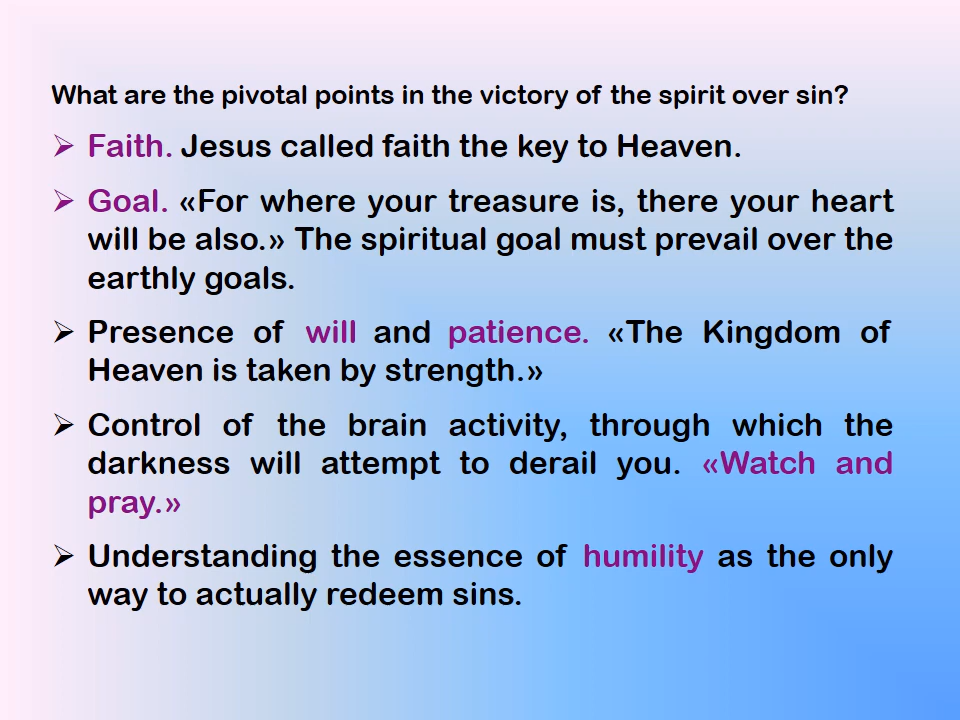 What are the pivotal points in the victory of the spirit over sin?
➢ Faith. Jesus called faith the key to Heaven.
➢ Goal. «For where your treasure is, there your heart
will be also.» The spiritual goal must prevail over the
earthly goals.
➢ Presence of will and patience. «The Kingdom of
Heaven is taken by strength.»
➢ Control of the brain activity, through which the
darkness will attempt to derail you. «Watch and
pray.»
➢ Understanding the essence of humility as the only
way to actually redeem sins.